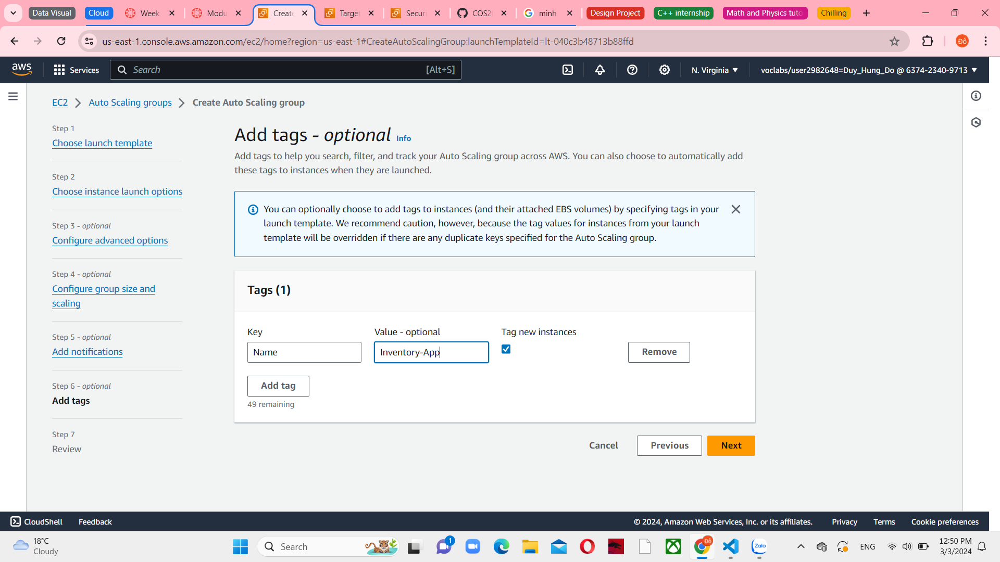 Data Visual
Cloud
Week
Modu
Create
Target
Securi
COS20
minh
Design Project
C++ internship
Math and Physics tuto
Chilling
us-east-1.console.aws.amazon.com/ec2/home?region=us-east-1#CreateAutoScalingGroup:launchTemplateId=lt-040c3b48713b88ffd
Đỗ
aws
Services
Search
[Alt+S]
N. Virginia
voclabs/user2982648=Duy_Hung_Do @ 6374-2340-9713
EC2
Auto Scaling groups
Create Auto Scaling group
Step 1
Choose launch template
Step 2
Choose instance launch options
Step 3 - optional
Configure advanced options
Step 4 - optional
Configure group size and
scaling
Step 5 - optional
Add notifications
Step 6 - optional
Add tags
Step 7
Review
Add tags - optional Info
Add tags to help you search, filter, and track your Auto Scaling group across AWS. You can also choose to automatically add
these tags to instances when they are launched.
You can optionally choose to add tags to instances (and their attached EBS volumes) by specifying tags in your
launch template. We recommend caution, however, because the tag values for instances from your launch
template will be overridden if there are any duplicate keys specified for the Auto Scaling group.
Tags (1)
Key
Value - optional
Tag new instances
Name
Inventory-App
Remove
Add tag
49 remaining
Cancel
Previous
Next
CloudShell
Feedback
© 2024, Amazon Web Services, Inc. or its affiliates.
Privacy
Terms
Cookie preferences
18°C
Cloudy
Search
1
Đỗ
Zalo
ENG
12:50 PM
3/3/2024